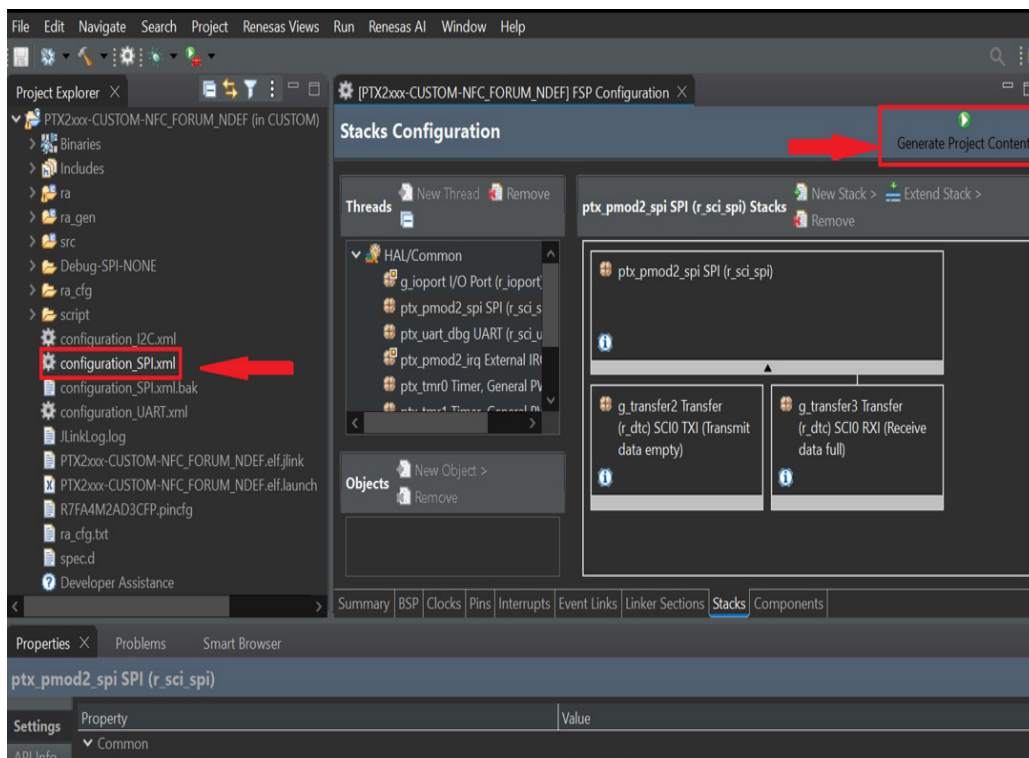 File Edit Navigate Search Project Renesas Views Run Renesas AI Window Help
Project Explorer
PTX2xxx-CUSTOM-NFC_FORUM_NDEF (in CUSTOM)
Binaries
Includes
ra
ra_gen
src
Debug-SPI-NONE
ra_cfg
script
configuration_I2C.xml
configuration_SPI.xml
configuration_SPI.xml.bak
configuration_UART.xml
JLinkLog.log
PTX2xxx-CUSTOM-NFC_FORUM_NDEF.elf.jlink
PTX2xxx-CUSTOM-NFC_FORUM_NDEF.elf.launch
R7FA4M2AD3CFP.pincfg
ra_cfg.txt
spec.d
Developer Assistance
[PTX2xxx-CUSTOM-NFC_FORUM_NDEF] FSP Configuration
Stacks Configuration
Generate Project Content
Threads
New Thread
Remove
HAL/Common
g_ioport I/O Port (r_ioport)
ptx_pmod2_spi SPI (r_sci_s
ptx_uart_dbg UART (r_sci_u
ptx_pmod2_irq External IR
ptx_tmr0 Timer, General PW
ptx_tmr1 Timer, General
Objects
New Object >
Remove
ptx_pmod2_spi SPI (r_sci_spi) Stacks
New Stack > Extend Stack >
Remove
ptx_pmod2_spi SPI (r_sci_spi)
g_transfer2 Transfer
(r_dtc) SCI0 TXI (Transmit
data empty)
g_transfer3 Transfer
(r_dtc) SCI0 RXI (Receive
data full)
Summary BSP Clocks Pins Interrupts Event Links Linker Sections Stacks Components
Properties Problems Smart Browser
ptx_pmod2_spi SPI (r_sci_spi)
Settings
API Info
Property Value
Common